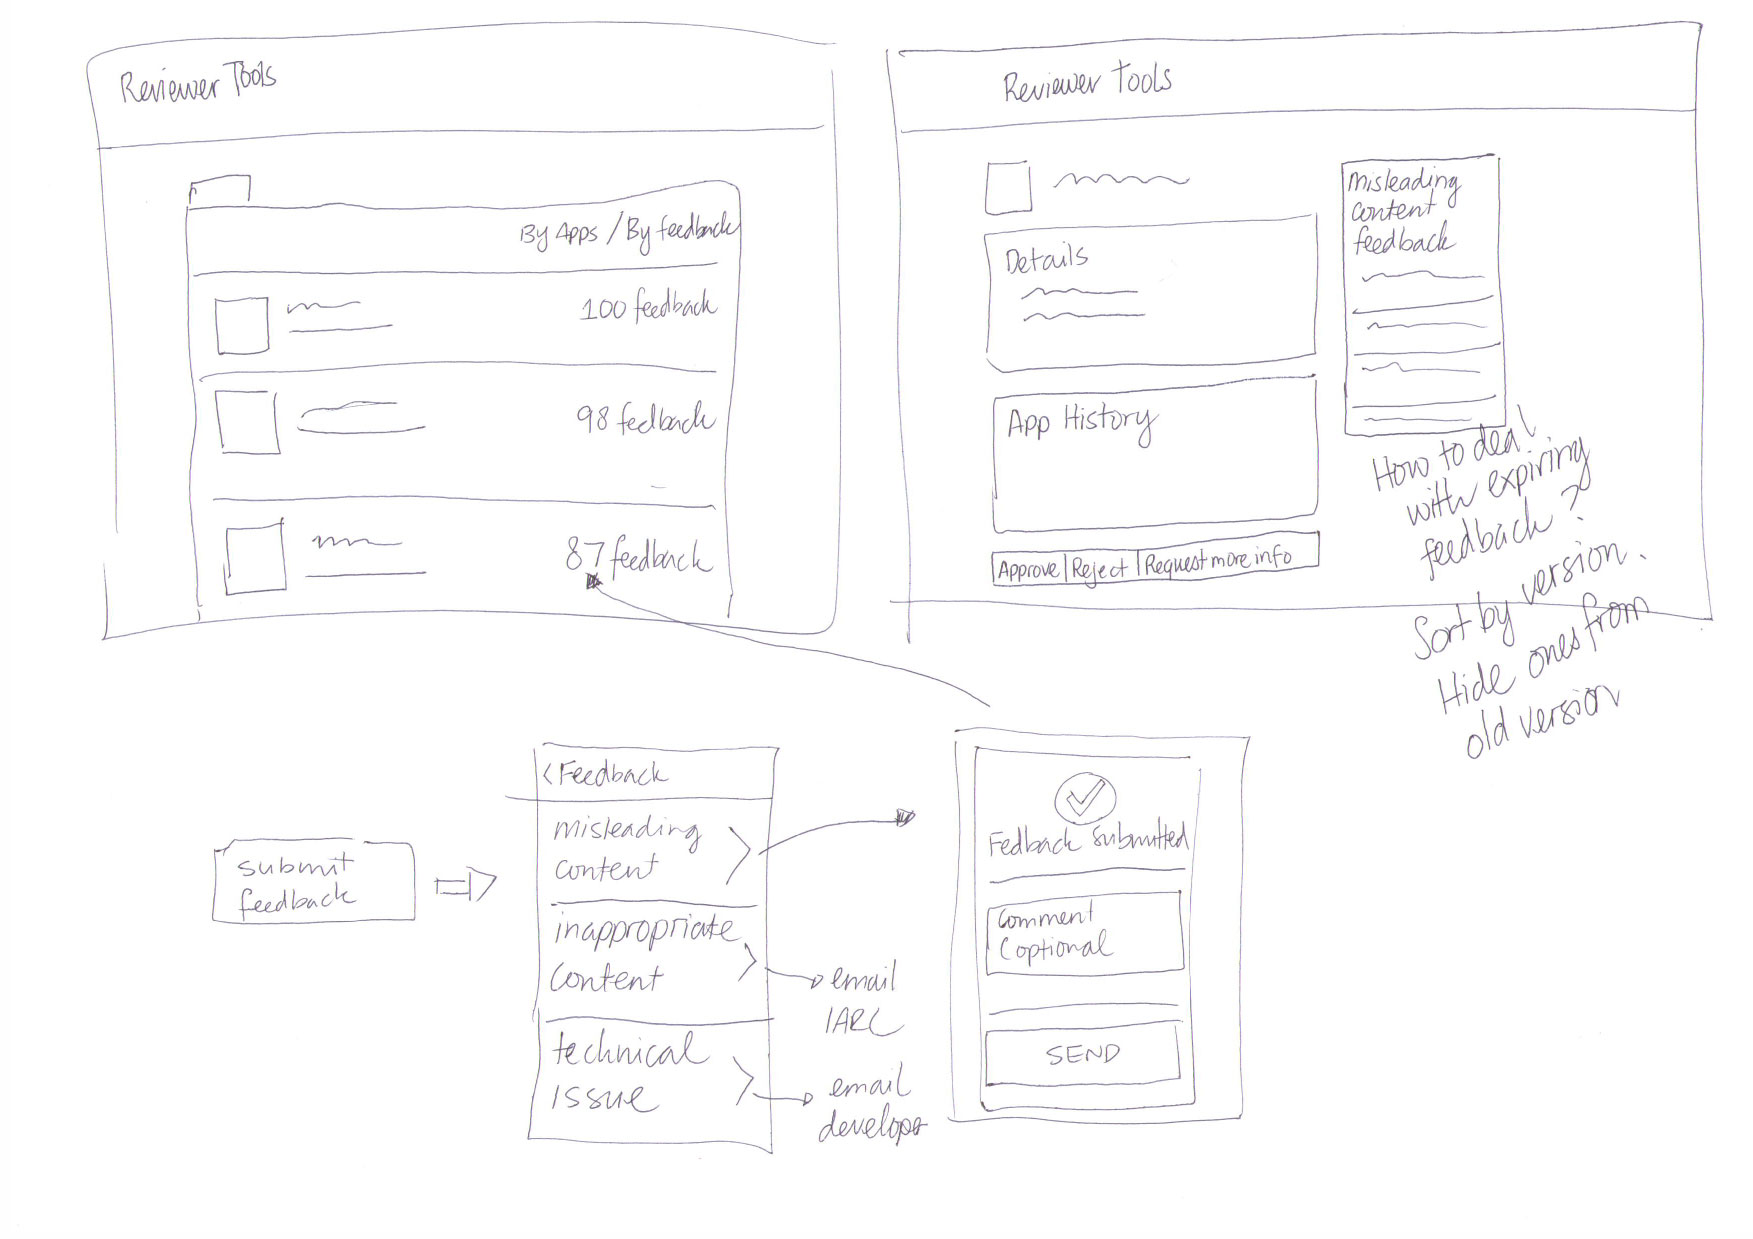 Reviewer Tools
By Apps / By feedback
100 feedback
98 feedback
87 feedback
Reviewer Tools
Details
App History
Approve | Reject | Request more info
misleading
content
feedback
How to deal
with expiring
feedback ?
Sort by version.
Hide ones from
old version
submit
feedback
< Feedback
misleading
content
inappropriate
content
technical
issue
email
IARC
email
developer
Fedback Submitted
Comment
(optional
SEND